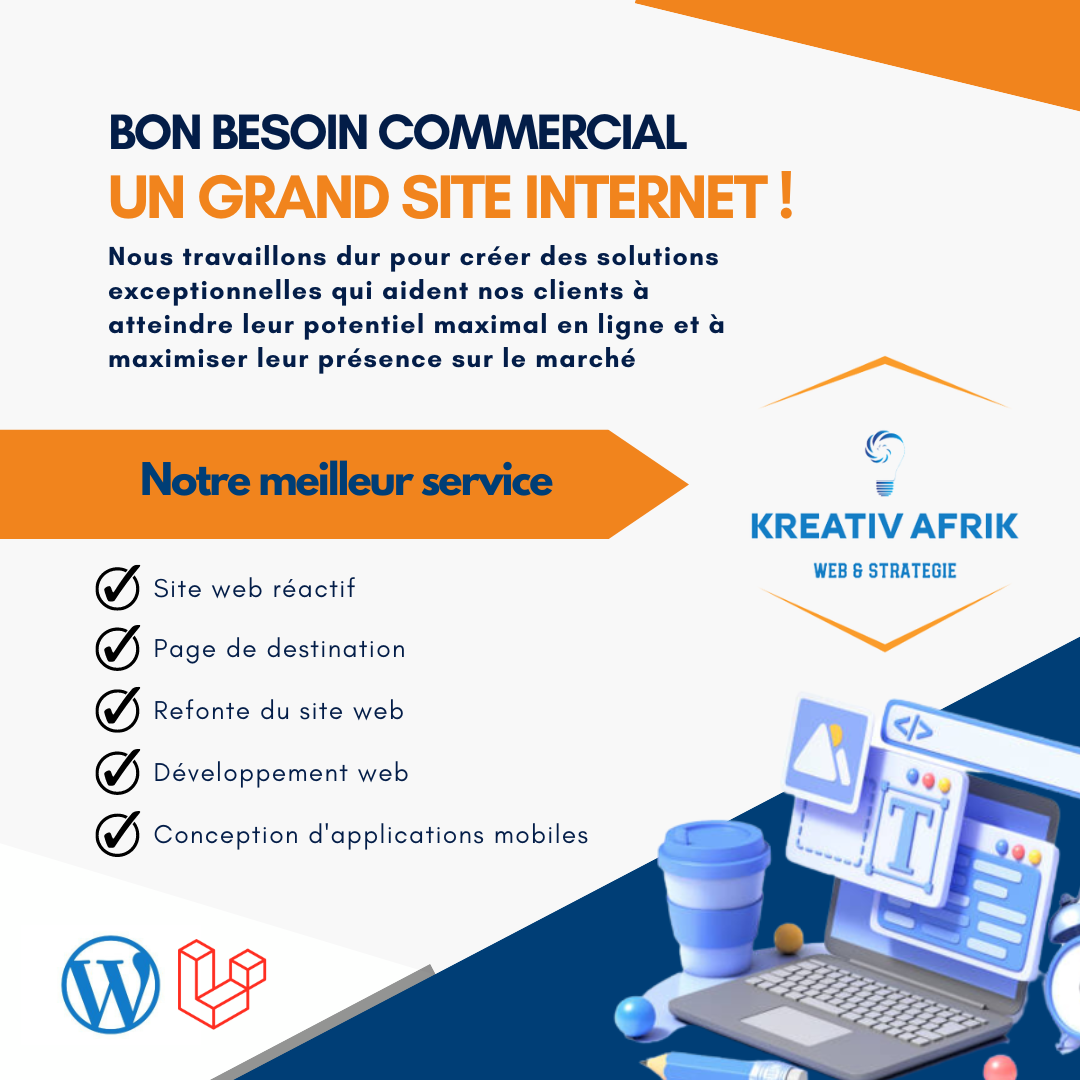 BON BESOIN COMMERCIAL
UN GRAND SITE INTERNET !
Nous travaillons dur pour créer des solutions
exceptionnelles qui aident nos clients à
atteindre leur potentiel maximal en ligne et à
maximiser leur présence sur le marché
Notre meilleur service
KREATIV AFRIK
WEB & STRATEGIE
Site web réactif
Page de destination
Refonte du site web
Développement web
Conception d'applications mobiles
</>
T
W